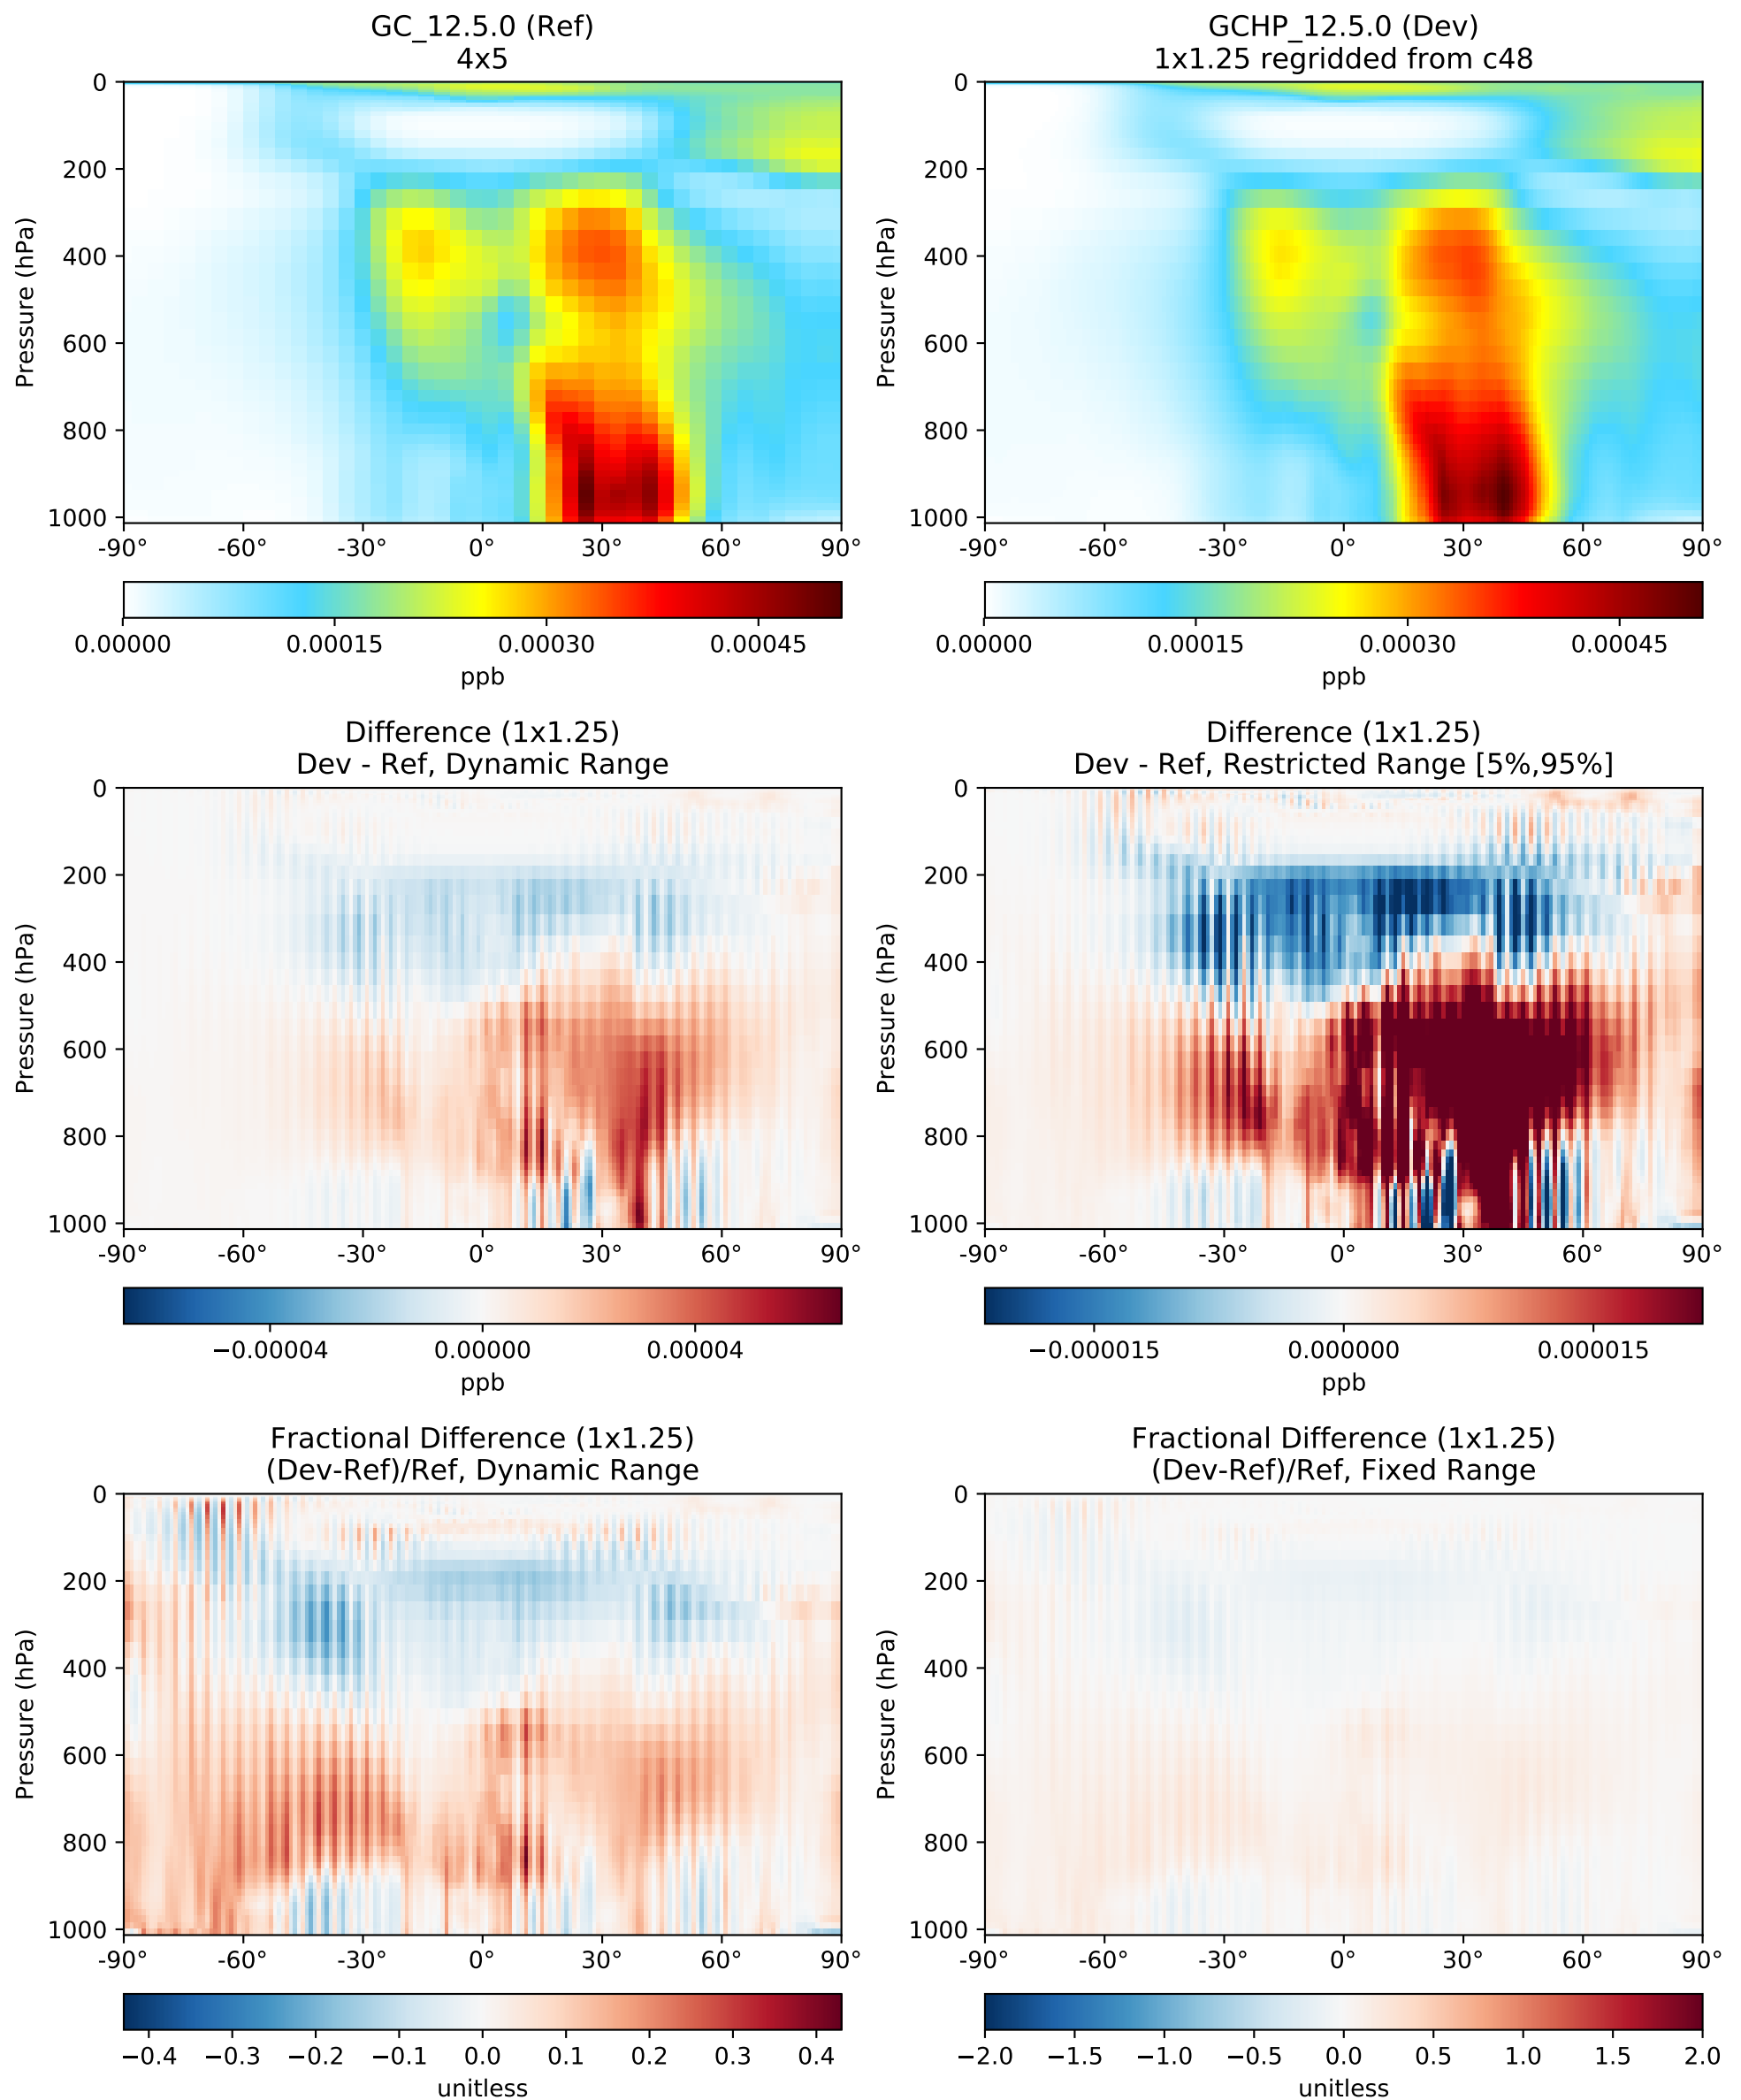 GC_12.5.0 (Ref)
4x5
0
200
400
600
800
1000
Pressure (hPa)
-90° -60° -30° 0° 30° 60° 90°
0.00000 0.00015 0.00030 0.00045
ppb
GCHP_12.5.0 (Dev)
1x1.25 regridded from c48
0
200
400
600
800
1000
Pressure (hPa)
-90° -60° -30° 0° 30° 60° 90°
0.00000 0.00015 0.00030 0.00045
ppb
Difference (1x1.25)
Dev - Ref, Dynamic Range
0
200
400
600
800
1000
Pressure (hPa)
-90° -60° -30° 0° 30° 60° 90°
−0.00004 0.00000 0.00004
ppb
Difference (1x1.25)
Dev - Ref, Restricted Range [5%,95%]
0
200
400
600
800
1000
Pressure (hPa)
-90° -60° -30° 0° 30° 60° 90°
−0.000015 0.000000 0.000015
ppb
Fractional Difference (1x1.25)
(Dev-Ref)/Ref, Dynamic Range
0
200
400
600
800
1000
Pressure (hPa)
-90° -60° -30° 0° 30° 60° 90°
−0.4 −0.3 −0.2 −0.1 0.0 0.1 0.2 0.3 0.4
unitless
Fractional Difference (1x1.25)
(Dev-Ref)/Ref, Fixed Range
0
200
400
600
800
1000
Pressure (hPa)
-90° -60° -30° 0° 30° 60° 90°
−2.0 −1.5 −1.0 −0.5 0.0 0.5 1.0 1.5 2.0
unitless